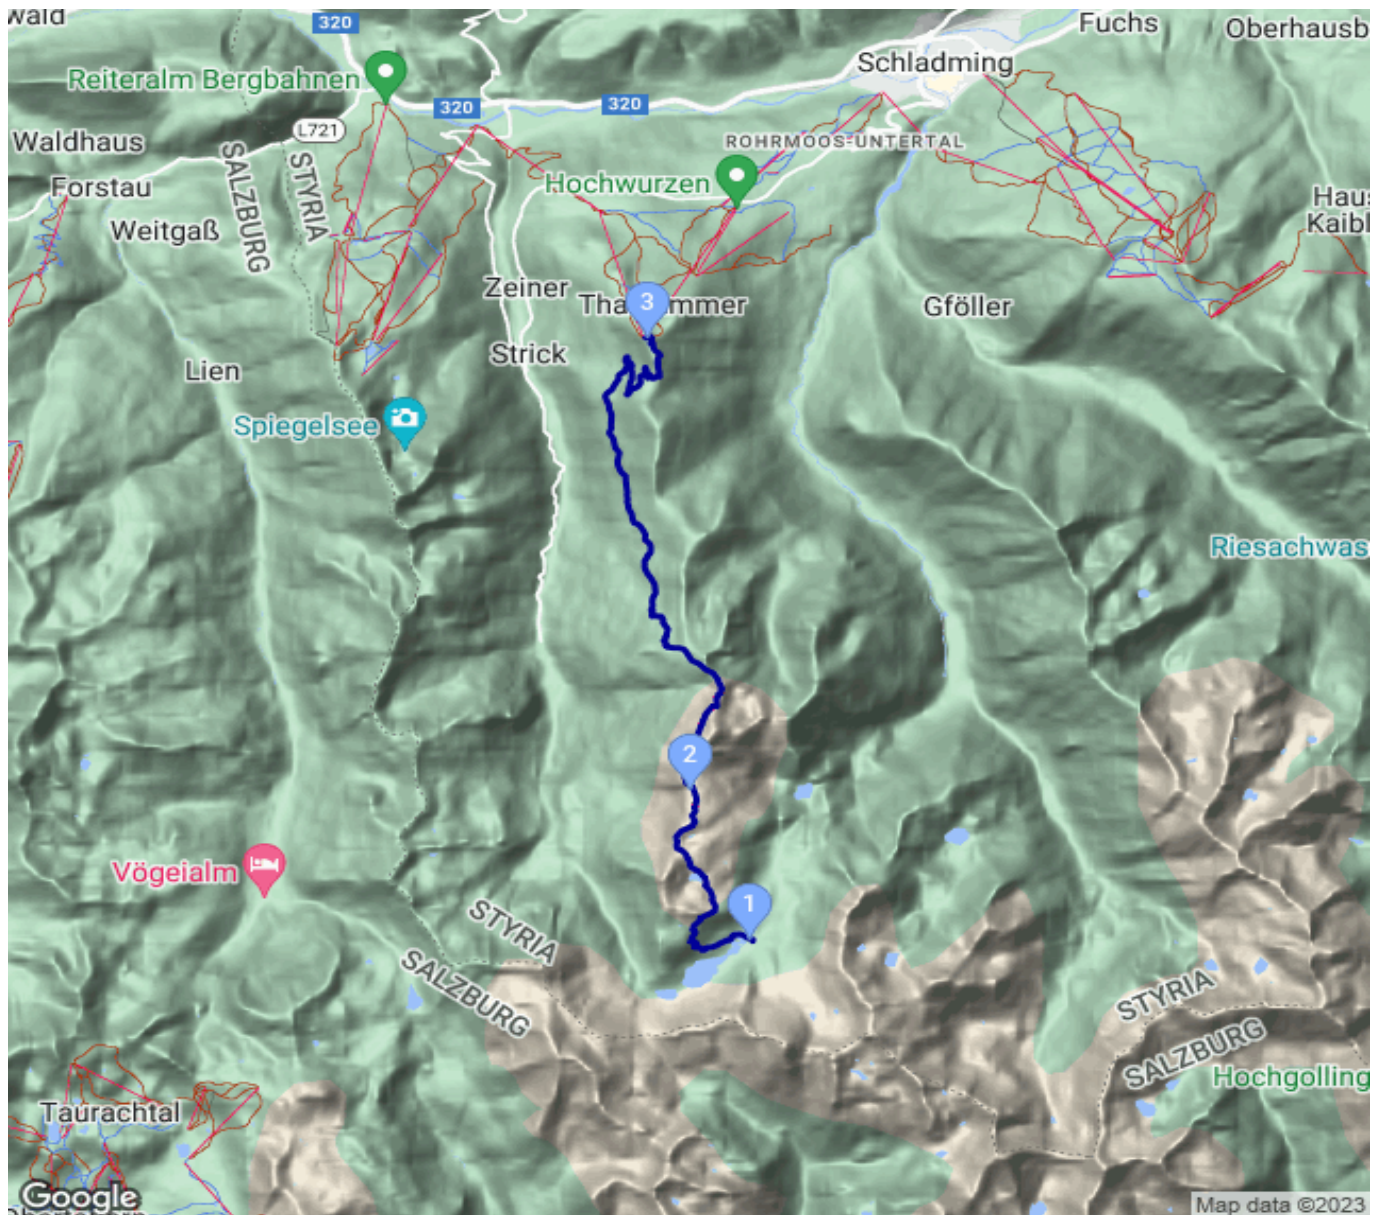 wald
320
Fuchs
Oberhausb
Schladming
Reiteralm Bergbahnen
320
320
L721
Waldhaus
ROHRMOOS-UNTERTAL
SALZBURG
STYRIA
Forstau
Hochwurzen
Haus
Kaibl
Weitgaß
Zeiner
3
Tha mmer
Gföller
Strick
Lien
Spiegelsee
Riesachwas
2
Vögeialm
1
STYRIA
SALZBURG
STYRIA
SALZBURG
Hochgolling
Taurachtal
Google
Map data ©2023